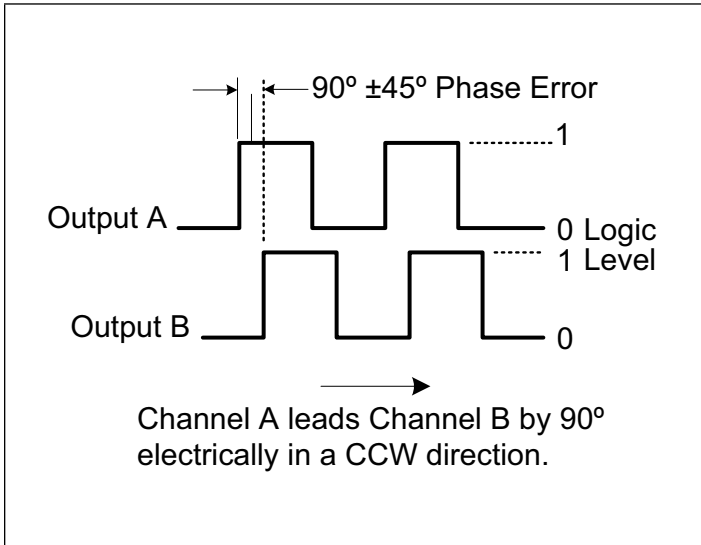 90º ±45º Phase Error
1
Output A
0 Logic
1 Level
Output B
0
Channel A leads Channel B by 90º
electrically in a CCW direction.